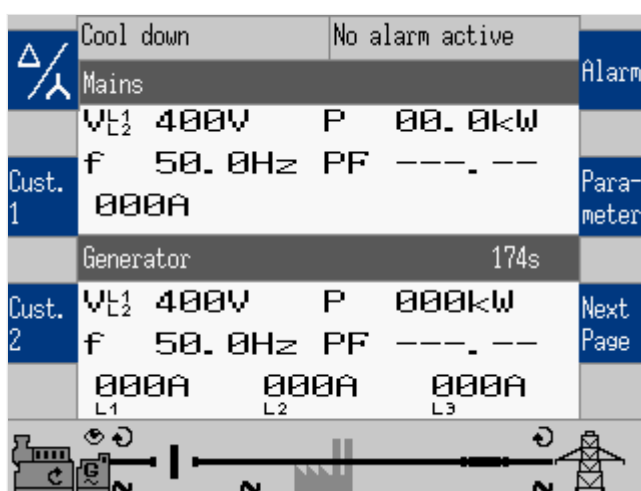 Cool down No alarm active
Alarm
Mains
VL1L2 400V P 00.0kW
f 50.0Hz PF ---.--
Cust.
1
Para-
meter
000A
Generator 174s
VL1L2 400V P 000kW
Cust.
2
Next
Page
f 50.0Hz PF ---.--
000A 000A 000A
L1 L2 L3
G